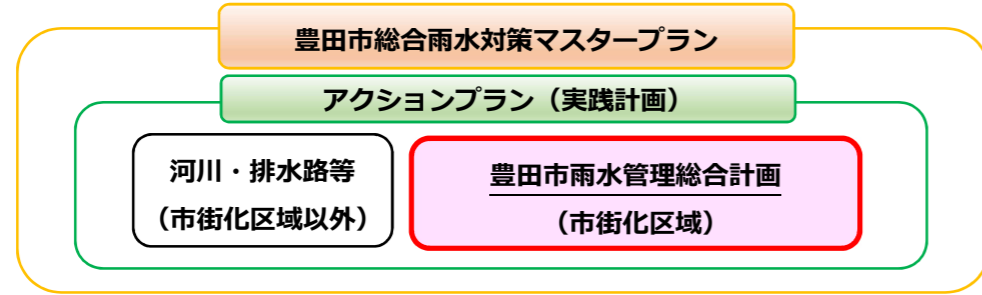 豊田市総合雨水対策マスタープラン
アクションプラン（実践計画）
河川・排水路等
（市街化区域以外）
豊田市雨水管理総合計画
（市街化区域）